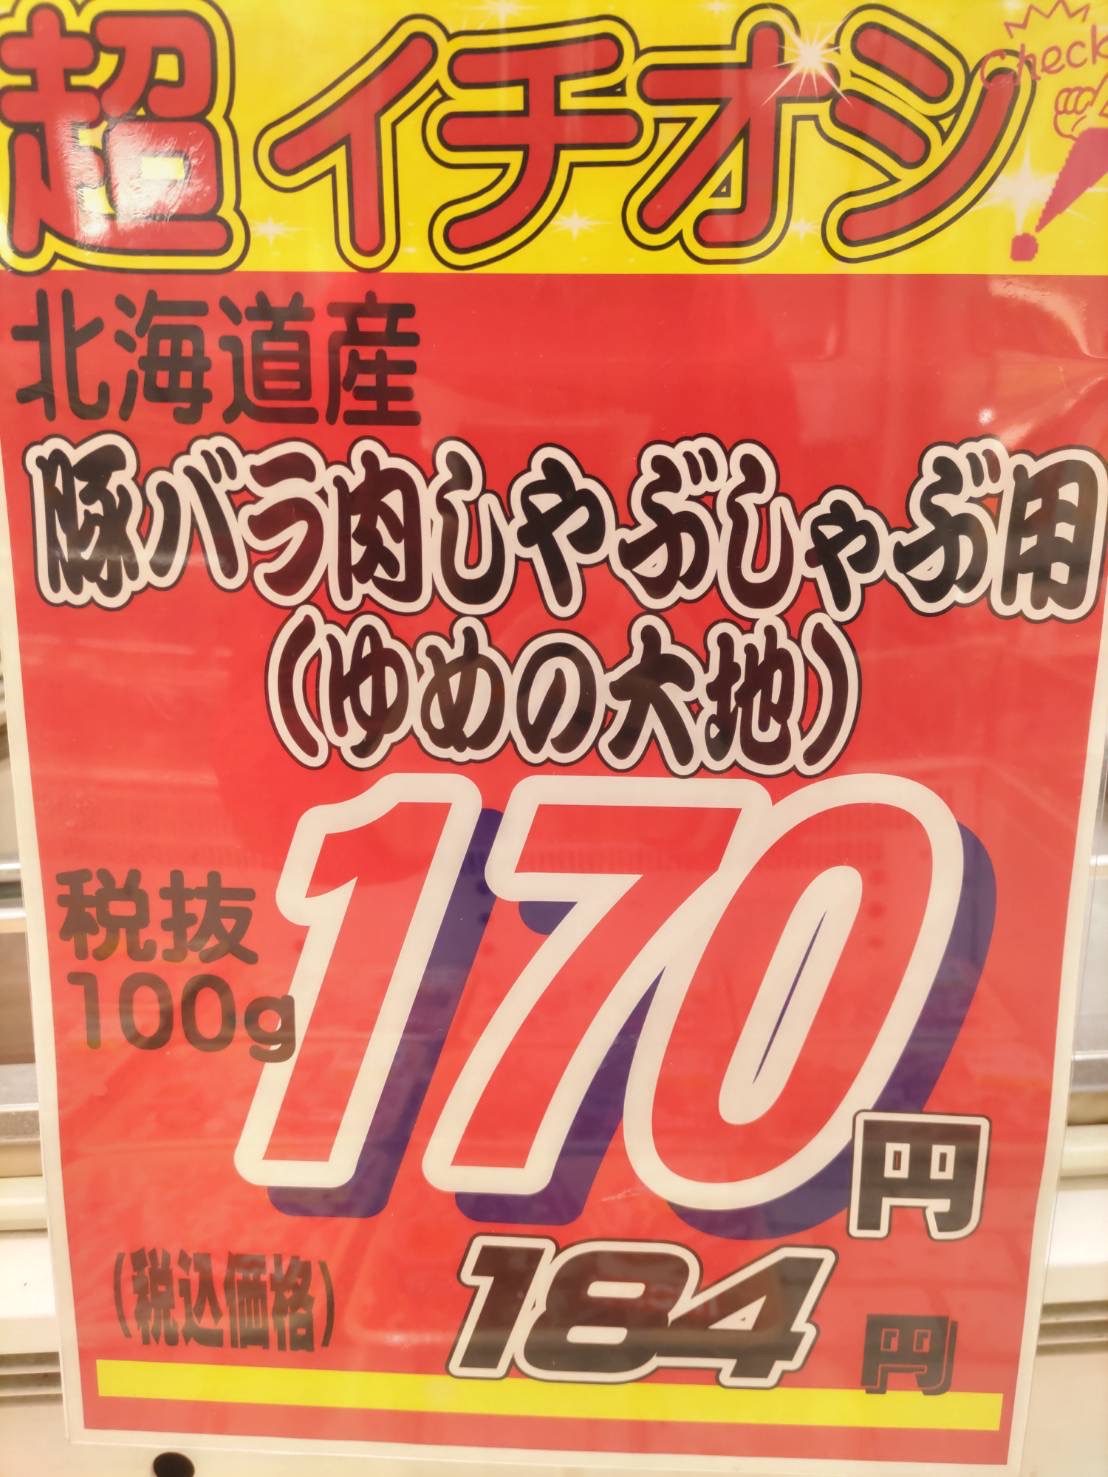 超イチオシ
Check
北海道産
豚バラ肉しゃぶしゃぶ用
(ゆめの大地)
税抜
100g
170円
(税込価格)
184円